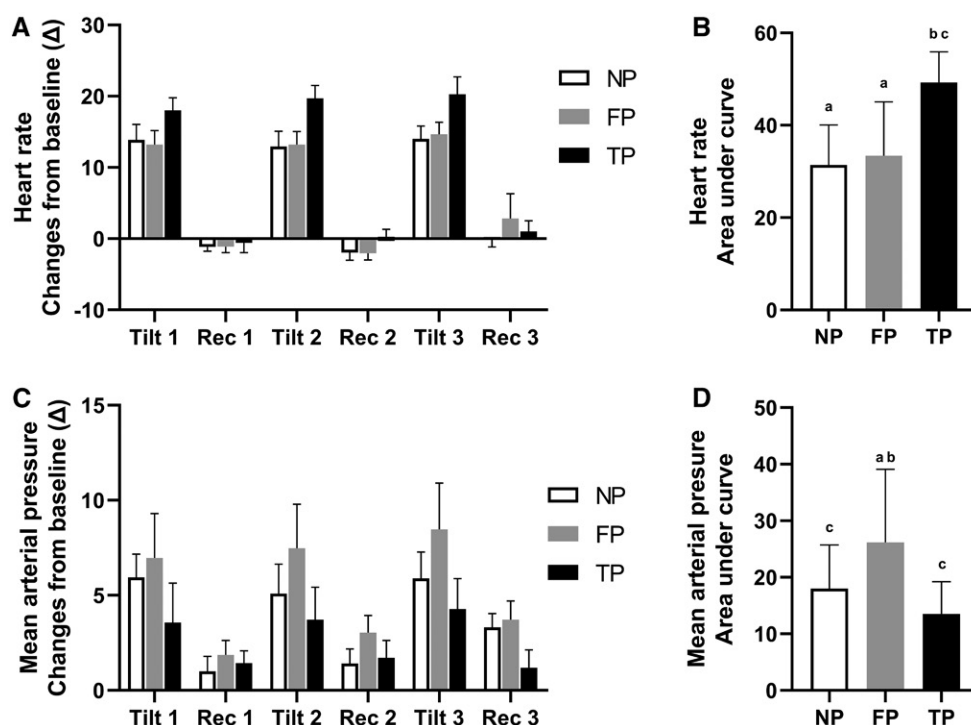 A
Heart rate
Changes from baseline (Δ)
30
20
10
0
-10
NP
FP
TP
Tilt 1 Rec 1 Tilt 2 Rec 2 Tilt 3 Rec 3
B
Heart rate
Area under curve
60
40
20
0
a
a
b c
NP FP TP
C
Mean arterial pressure
Changes from baseline (Δ)
15
10
5
0
NP
FP
TP
Tilt 1 Rec 1 Tilt 2 Rec 2 Tilt 3 Rec 3
D
Mean arterial presure
Area under curve
50
40
30
20
10
0
c
a b
c
NP FP TP